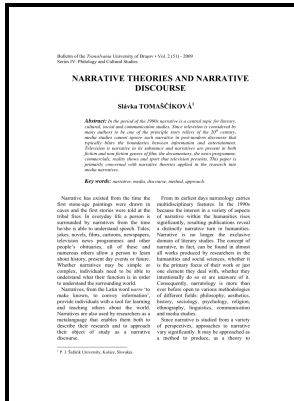 Bulletin of the Transilvania University of Braşov • Vol. 2 (51) - 2009
Series IV: Philology and Cultural Studies
NARRATIVE THEORIES AND NARRATIVE
DISCOURSE
Slávka TOMAŠČÍKOVÁ¹
Abstract: In the period of the 1990s narrative is a central topic for literary,
cultural, social and communication studies. Since television is considered by
many authors to be one of the principle story tellers of the 20th century,
media studies cannot ignore such narrative in post-modern discourse that
typically blurs the boundaries between information and entertainment.
Television is narrative in its substance and narratives are present in both
fiction and non fiction genres of film, the documentary, the news programme,
commercials, reality shows and sport that television presents. This paper is
primarily concerned with narrative theories applied in the research into
media narratives.
Key words: narrative, media, discourse, method, approach.
Narrative has existed from the time the
first stone-age paintings were drawn in
caves and the first stories were told at the
tribal fires. In everyday life a person is
surrounded by narratives from the time
he/she is able to understand speech. Tales,
jokes, novels, films, cartoons, newspapers,
television news programmes and other
people's obituaries, all of these and
numerous others allow a person to learn
about history, present day events or future.
Whether narratives may be simple or
complex, individuals need to be able to
understand what their function is in order
to understand the surrounding world.
Narratives, from the Latin word narre 'to
make known, to convey information',
provide individuals with a tool for learning
and teaching others about the world.
Narratives are also used by researchers as a
metalanguage that enables them both to
describe their research and to approach
their object of study as a narrative
discourse.
From its earliest days narratology carries
multidisciplinary features. In the 1990s
because the interest in a variety of aspects
of narrative within the humanities rises
significantly, resulting publications reveal
a distinctly narrative turn in humanities.
Narrative is no longer the exclusive
domain of literary studies. The concept of
narrative, in fact, can be found in almost
all works produced by researchers in the
humanities and social sciences, whether it
is the primary focus of their work or just
one element they deal with, whether they
intentionally do so or are unaware of it.
Consequently, narratology is more than
ever before open to various methodologies
of different fields: philosophy, aesthetics,
history, sociology, psychology, religion,
ethnography, linguistics, communication
and media studies.
Since narrative is studied from a variety
of perspectives, approaches to narrative
vary significantly. It may be approached as
a method to produce, as a theory to
¹ P. J. Šafárik University, Košice, Slovakia.